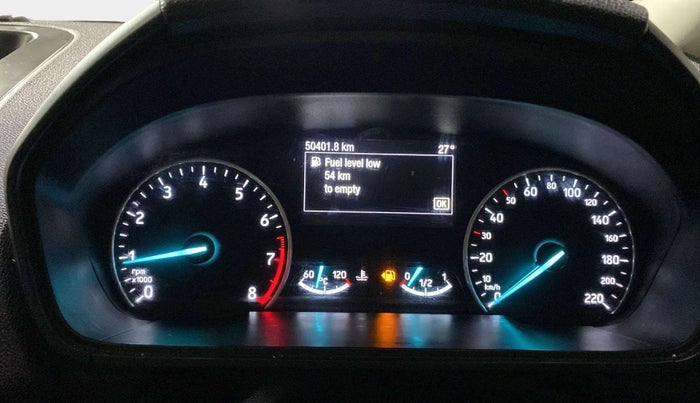 50401.8 km 27°
Fuel level low
54 km
to empty
OK
0 1 2 3 4 5 6 7 8
rpm
x1000
60 °C 120
0 1/2 1
0 10 20 30 40 50 60 80 100 120 140 160 180 200 220
km/h